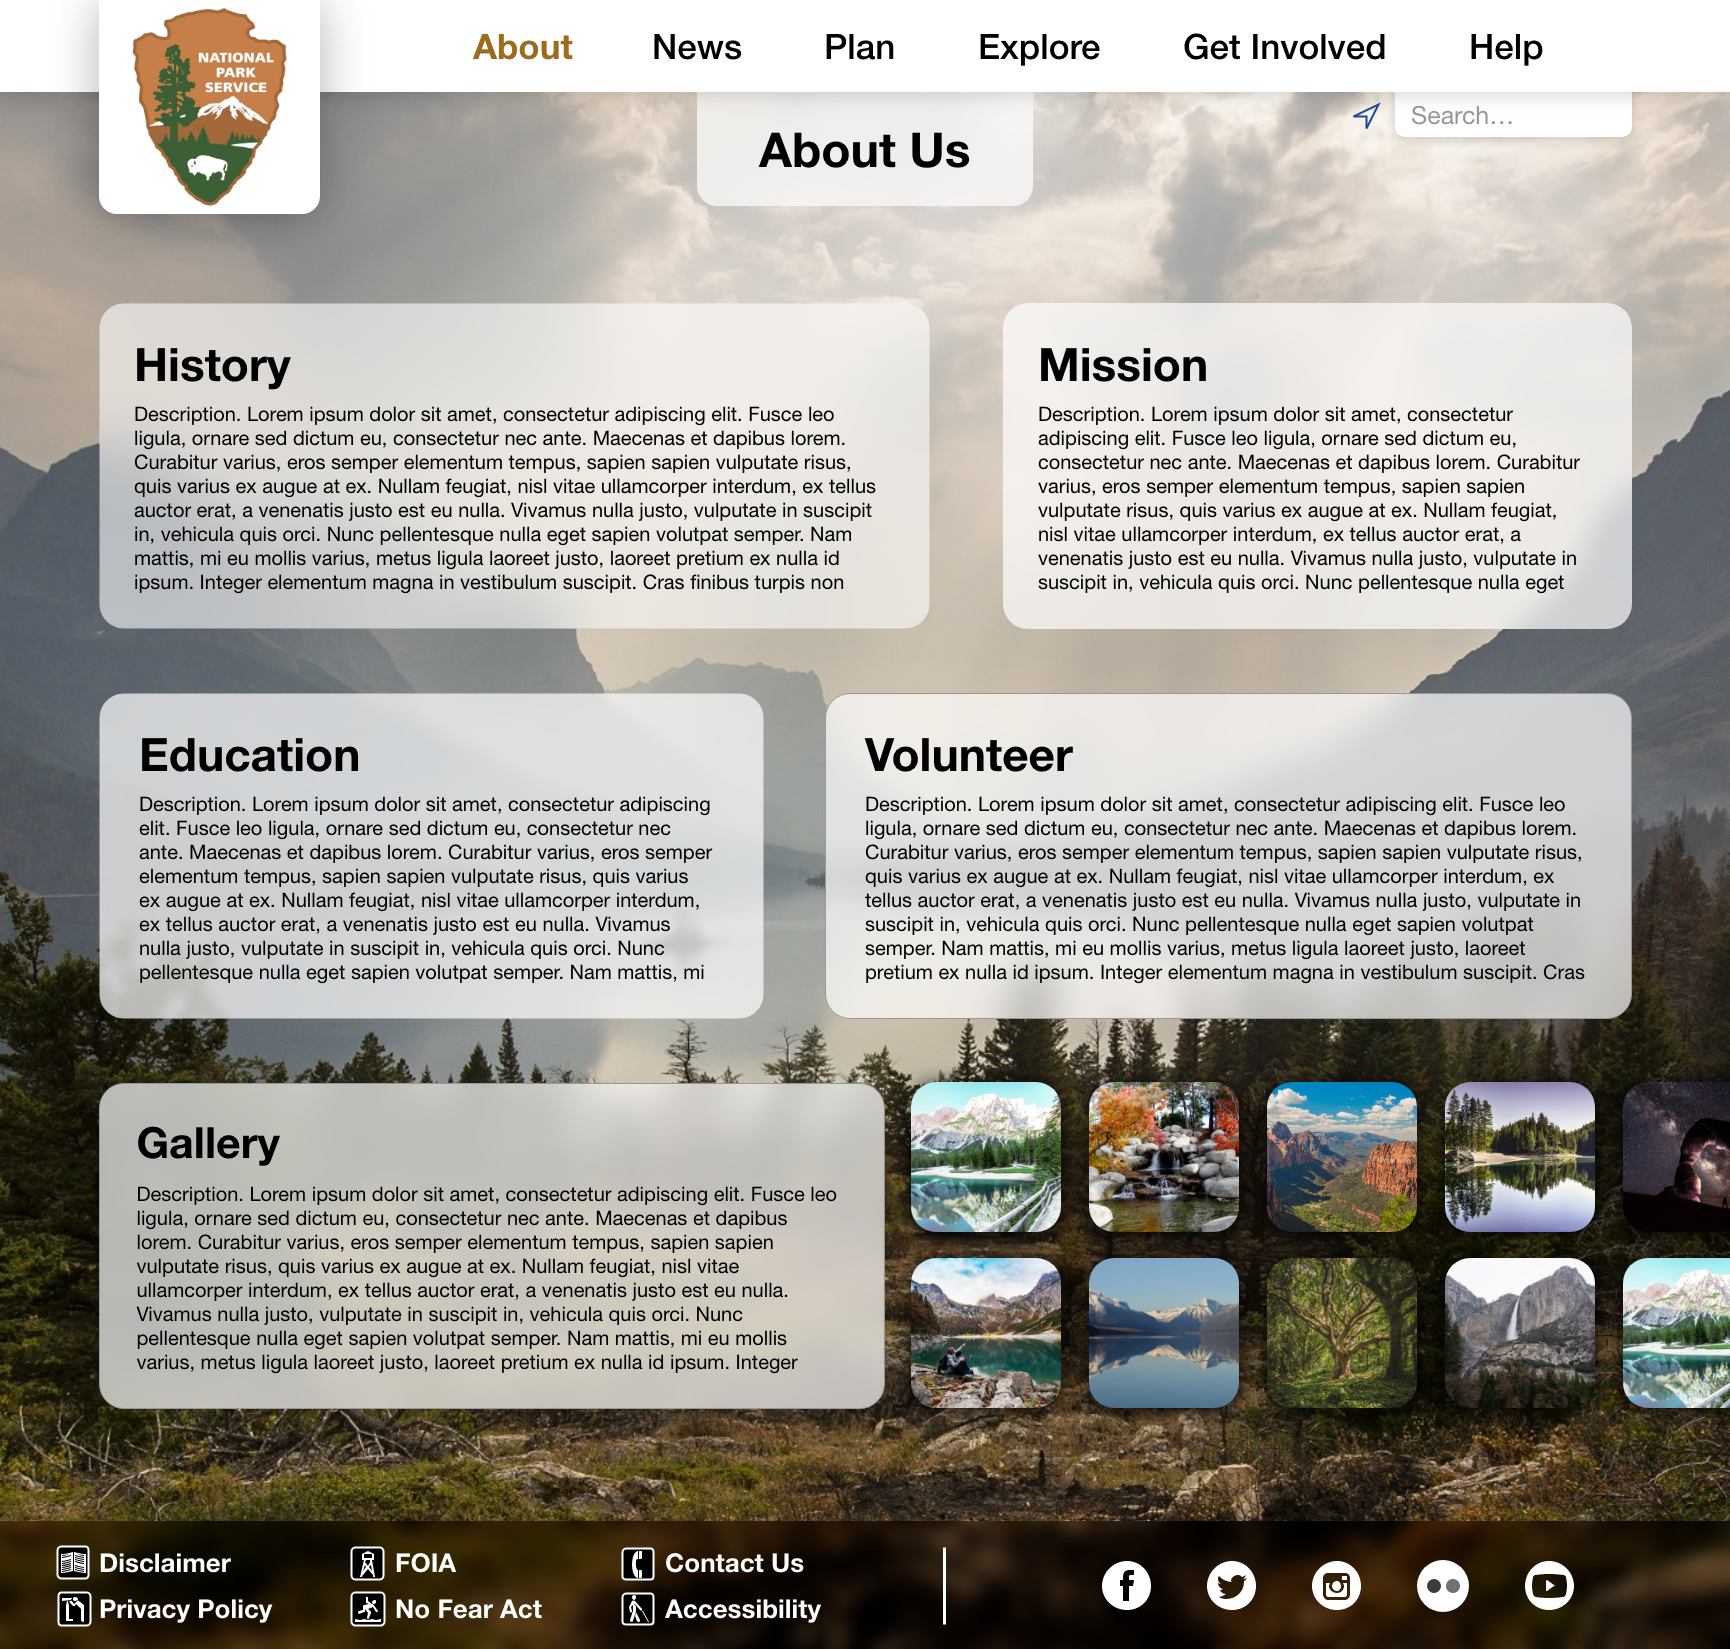 NATIONAL
PARK
SERVICE
About News Plan Explore Get Involved Help
Search...
About Us
History
Description. Lorem ipsum dolor sit amet, consectetur adipiscing elit. Fusce leo
ligula, ornare sed dictum eu, consectetur nec ante. Maecenas et dapibus lorem.
Curabitur varius, eros semper elementum tempus, sapien sapien vulputate risus,
quis varius ex augue at ex. Nullam feugiat, nisl vitae ullamcorper interdum, ex tellus
auctor erat, a venenatis justo est eu nulla. Vivamus nulla justo, vulputate in suscipit
in, vehicula quis orci. Nunc pellentesque nulla eget sapien volutpat semper. Nam
mattis, mi eu mollis varius, metus ligula laoreet justo, laoreet pretium ex nulla id
ipsum. Integer elementum magna in vestibulum suscipit. Cras finibus turpis non
Mission
Description. Lorem ipsum dolor sit amet, consectetur
adipiscing elit. Fusce leo ligula, ornare sed dictum eu,
consectetur nec ante. Maecenas et dapibus lorem. Curabitur
varius, eros semper elementum tempus, sapien sapien
vulputate risus, quis varius ex augue at ex. Nullam feugiat,
nisl vitae ullamcorper interdum, ex tellus auctor erat, a
venenatis justo est eu nulla. Vivamus nulla justo, vulputate in
suscipit in, vehicula quis orci. Nunc pellentesque nulla eget
Education
Description. Lorem ipsum dolor sit amet, consectetur adipiscing
elit. Fusce leo ligula, ornare sed dictum eu, consectetur nec
ante. Maecenas et dapibus lorem. Curabitur varius, eros semper
elementum tempus, sapien sapien vulputate risus, quis varius
ex augue at ex. Nullam feugiat, nisl vitae ullamcorper interdum,
ex tellus auctor erat, a venenatis justo est eu nulla. Vivamus
nulla justo, vulputate in suscipit in, vehicula quis orci. Nunc
pellentesque nulla eget sapien volutpat semper. Nam mattis, mi
Volunteer
Description. Lorem ipsum dolor sit amet, consectetur adipiscing elit. Fusce leo
ligula, ornare sed dictum eu, consectetur nec ante. Maecenas et dapibus lorem.
Curabitur varius, eros semper elementum tempus, sapien sapien vulputate risus,
quis varius ex augue at ex. Nullam feugiat, nisl vitae ullamcorper interdum, ex
tellus auctor erat, a venenatis justo est eu nulla. Vivamus nulla justo, vulputate in
suscipit in, vehicula quis orci. Nunc pellentesque nulla eget sapien volutpat
semper. Nam mattis, mi eu mollis varius, metus ligula laoreet justo, laoreet
pretium ex nulla id ipsum. Integer elementum magna in vestibulum suscipit. Cras
Gallery
Description. Lorem ipsum dolor sit amet, consectetur adipiscing elit. Fusce leo
ligula, ornare sed dictum eu, consectetur nec ante. Maecenas et dapibus
lorem. Curabitur varius, eros semper elementum tempus, sapien sapien
vulputate risus, quis varius ex augue at ex. Nullam feugiat, nisl vitae
ullamcorper interdum, ex tellus auctor erat, a venenatis justo est eu nulla.
Vivamus nulla justo, vulputate in suscipit in, vehicula quis orci. Nunc
pellentesque nulla eget sapien volutpat semper. Nam mattis, mi eu mollis
varius, metus ligula laoreet justo, laoreet pretium ex nulla id ipsum. Integer
Disclaimer FOIA Contact Us
Privacy Policy No Fear Act Accessibility